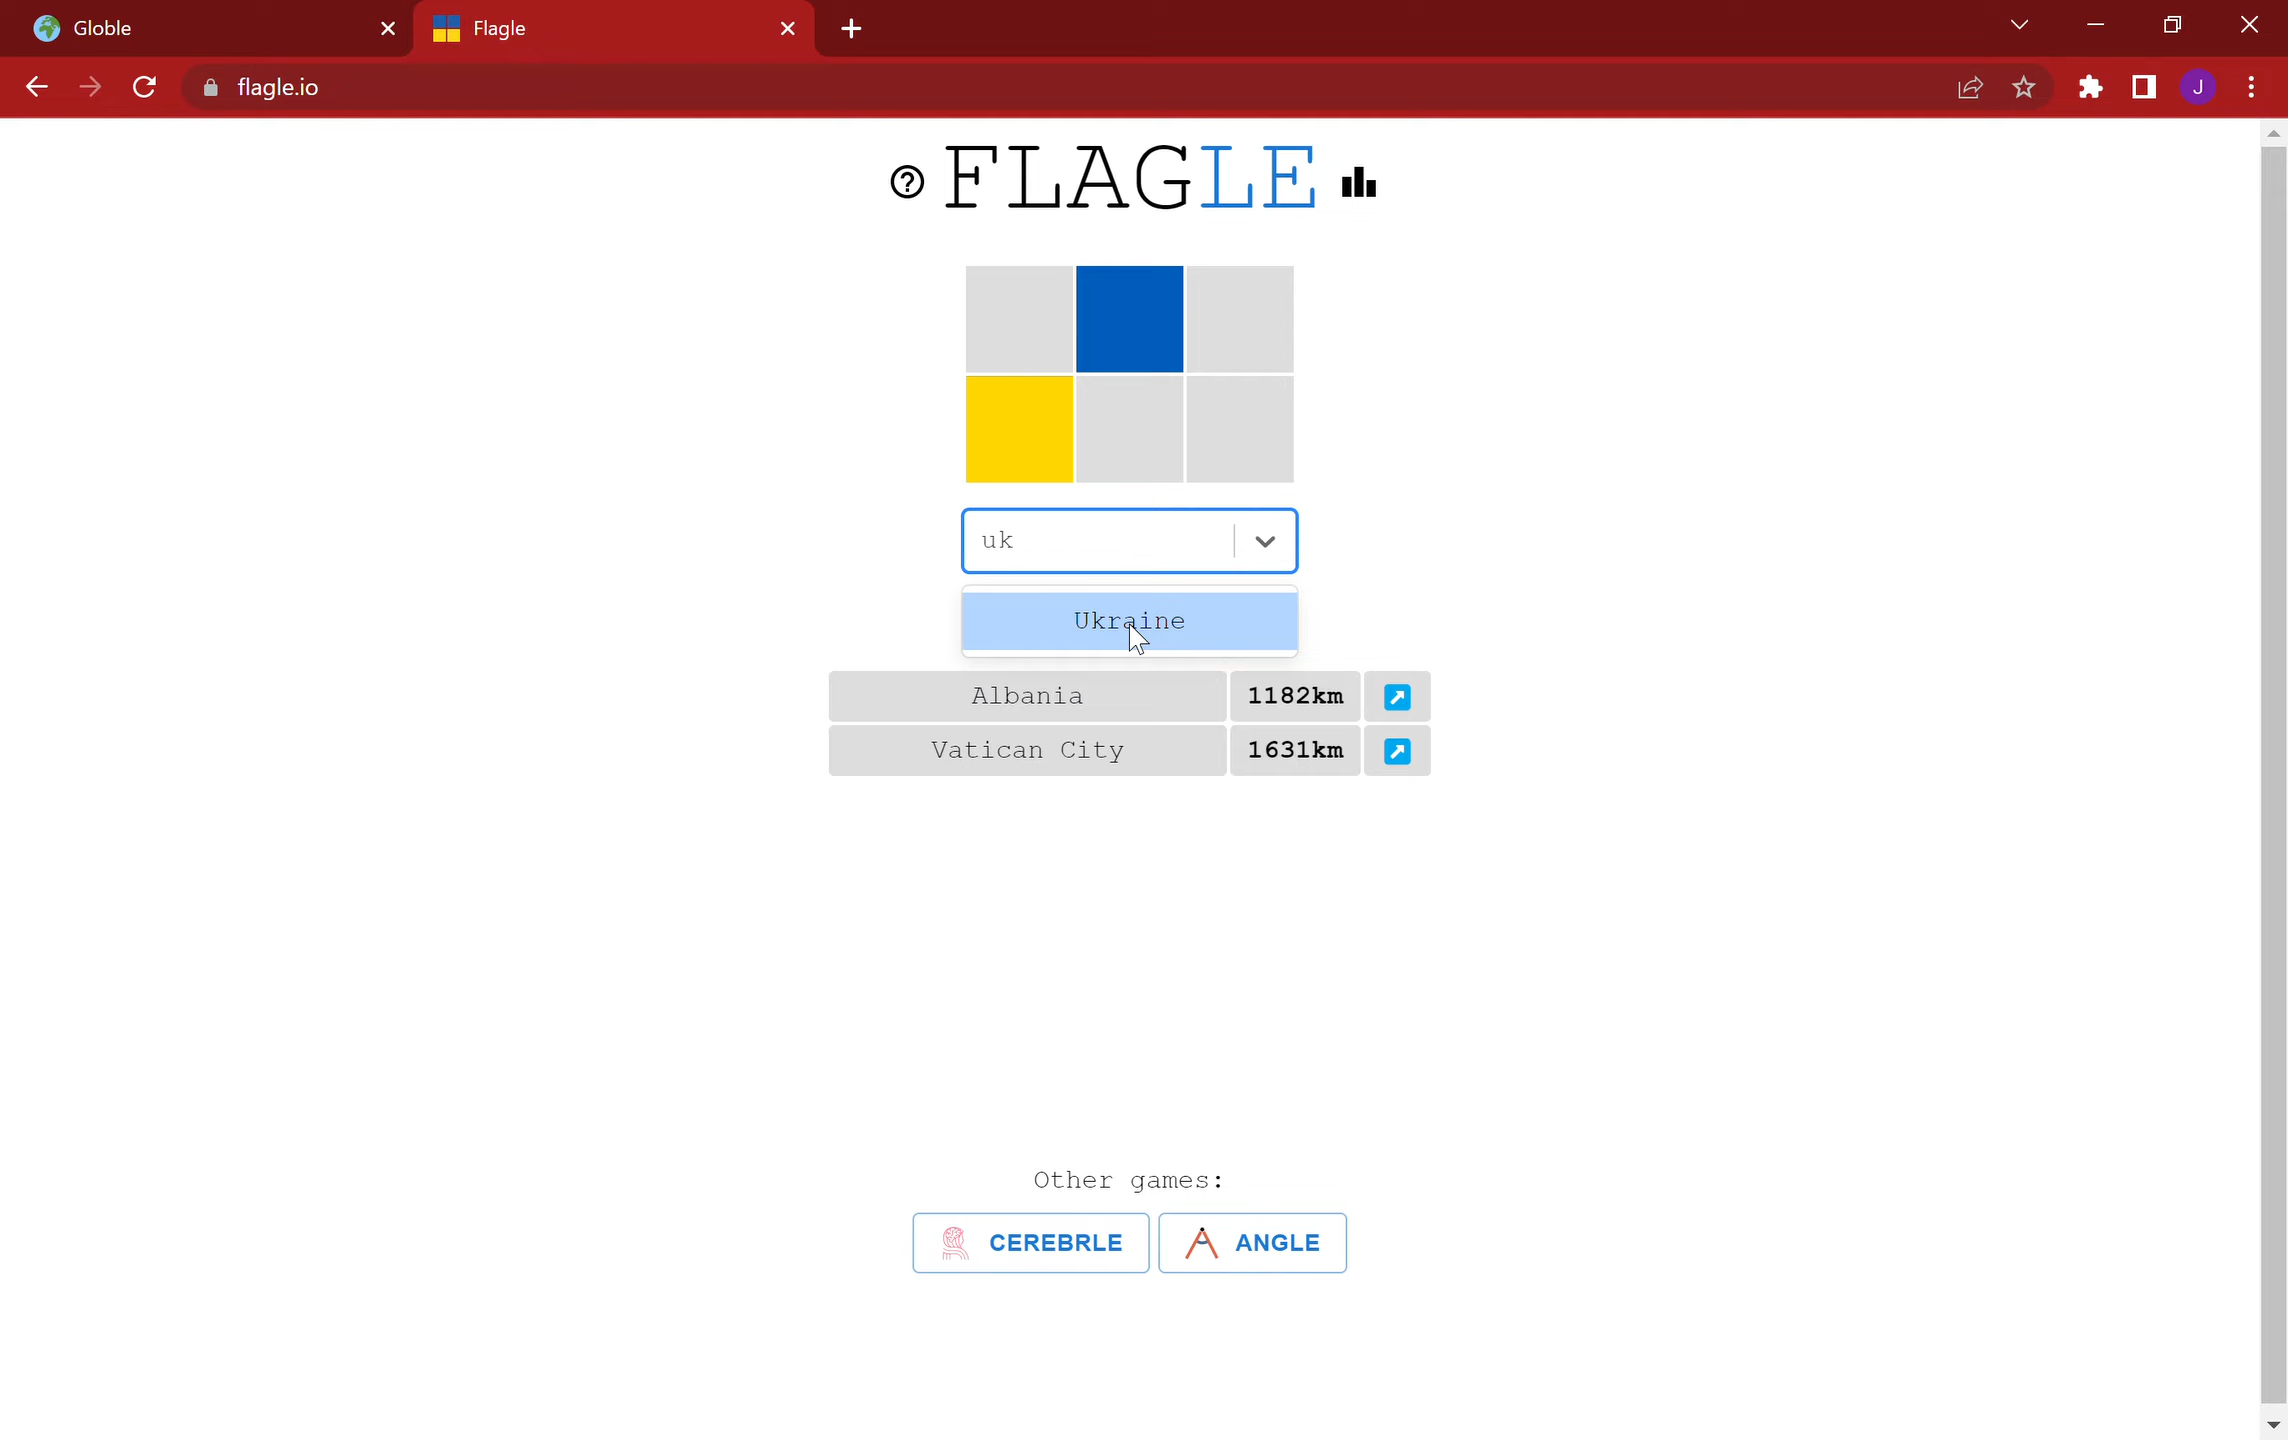 Globle
Flagle
flagle.io
J
FLAGLE
uk
Ukraine
Albania 1182km
Vatican City 1631km
Other games:
CEREBRLE ANGLE